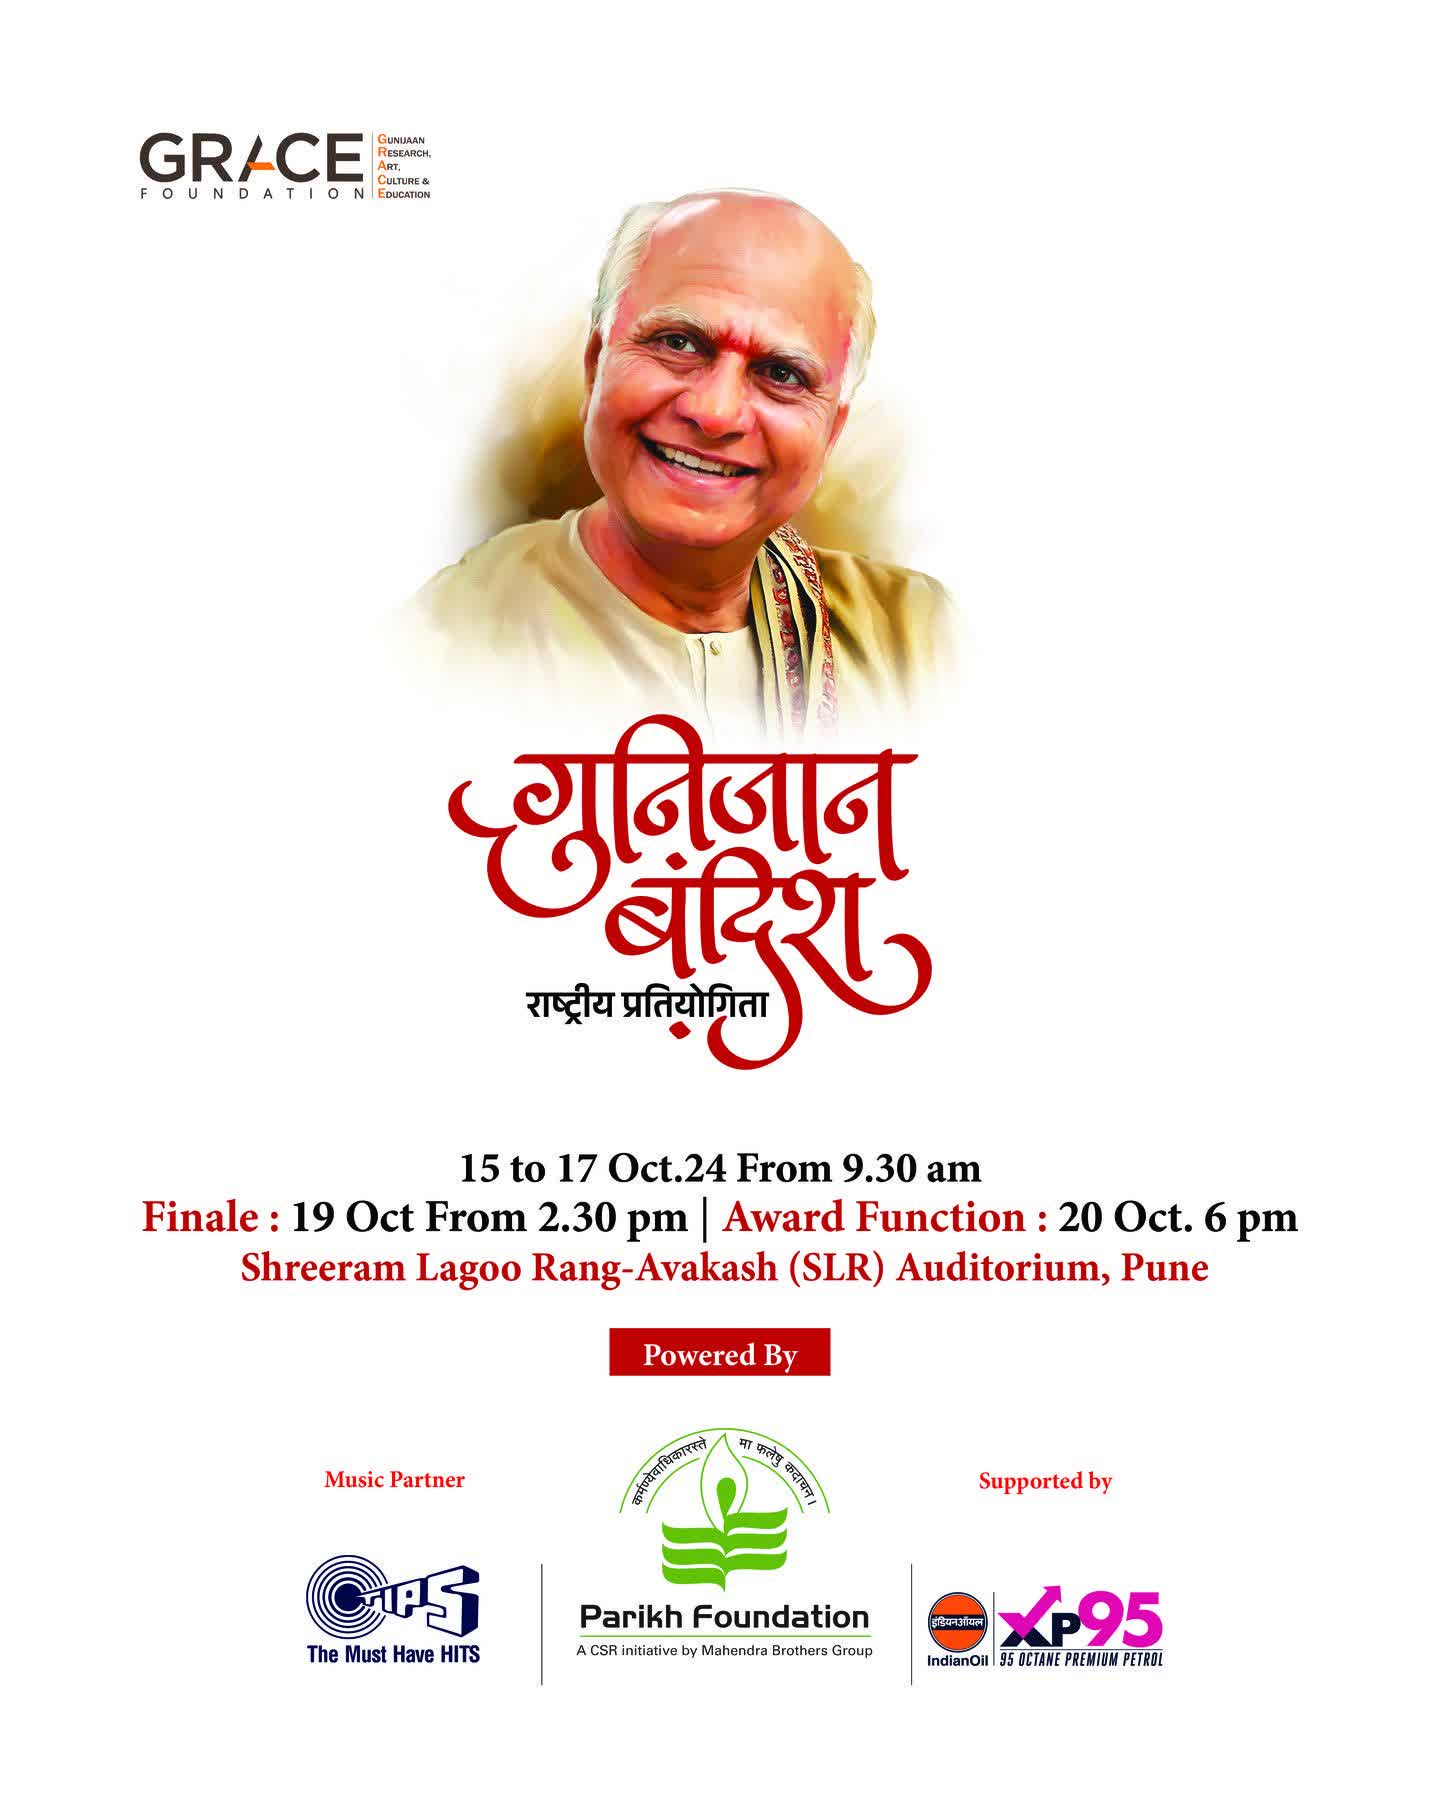 GRACE
FOUNDATION
GUNIJAAN
RESEARCH,
ART,
CULTURE &
EDUCATION
गुनिजान
बंदिश
राष्ट्रीय प्रतियोगिता
15 to 17 Oct.24 From 9.30 am
Finale : 19 Oct From 2.30 pm | Award Function : 20 Oct. 6 pm
Shreeram Lagoo Rang-Avakash (SLR) Auditorium, Pune
Powered By
Music Partner
TIPS
The Must Have HITS
कर्मण्येवाधिकारस्ते मा फलेषु कदाचन।
Parikh Foundation
A CSR initiative by Mahendra Brothers Group
Supported by
इंडियनऑयल
IndianOil
XP95
95 OCTANE PREMIUM PETROL